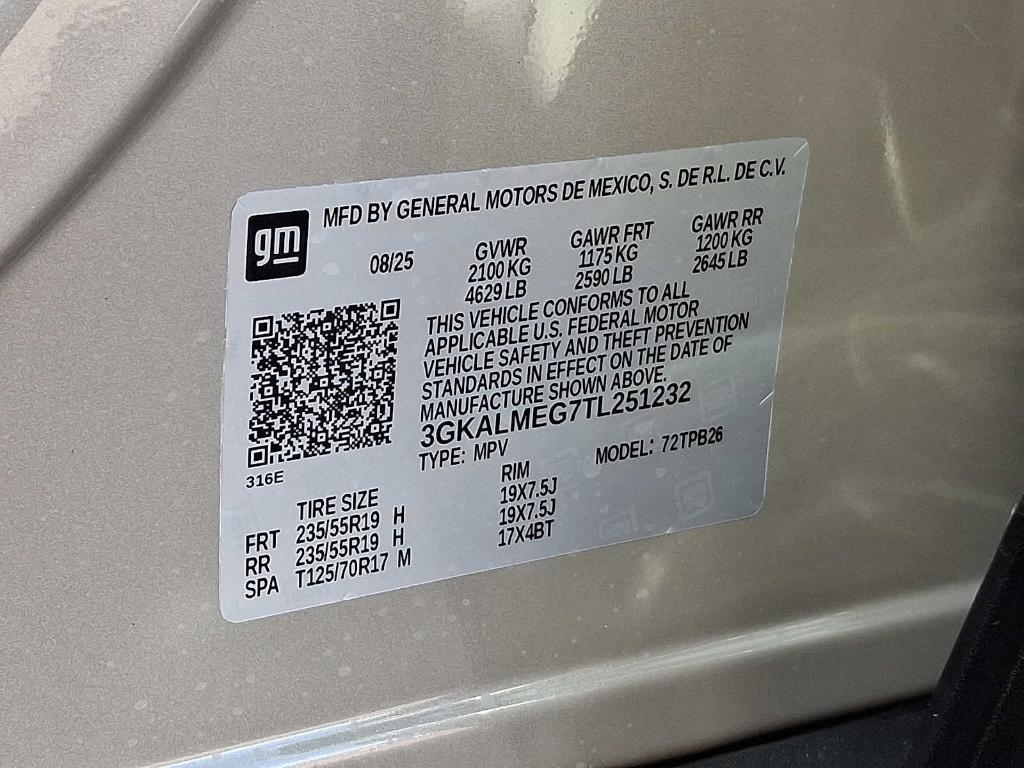 gm
MFD BY GENERAL MOTORS DE MEXICO, S. DE R.L. DE C.V.
08/25 GVWR GAWR FRT GAWR RR
2100 KG 1175 KG 1200 KG
4629 LB 2590 LB 2645 LB
THIS VEHICLE CONFORMS TO ALL
APPLICABLE U.S. FEDERAL MOTOR
VEHICLE SAFETY AND THEFT PREVENTION
STANDARDS IN EFFECT ON THE DATE OF
MANUFACTURE SHOWN ABOVE.
3GKALMEG7TL251232
TYPE: MPV MODEL: 72TPB26
316E
TIRE SIZE RIM
FRT 235/55R19 H 19X7.5J
RR 235/55R19 H 19X7.5J
SPA T125/70R17 M 17X4BT